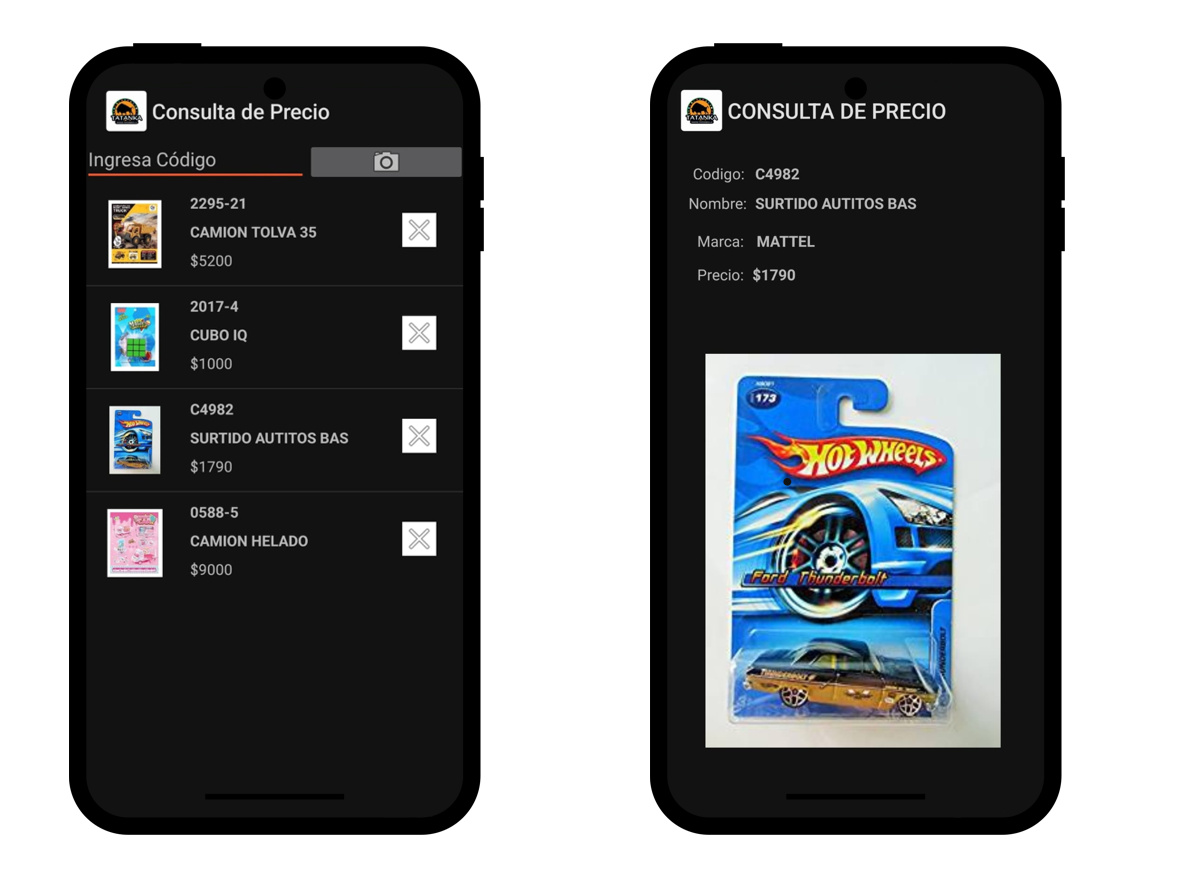 TATANKA
Consulta de Precio
Ingresa Código
2295-21
CAMION TOLVA 35
$5200
2017-4
CUBO IQ
$1000
C4982
SURTIDO AUTITOS BAS
$1790
0588-5
CAMION HELADO
$9000
TATANKA
CONSULTA DE PRECIO
Codigo: C4982
Nombre: SURTIDO AUTITOS BAS
Marca: MATTEL
Precio: $1790
173
HOT WHEELS
Ford Thunderbolt
THUNDERBOLT